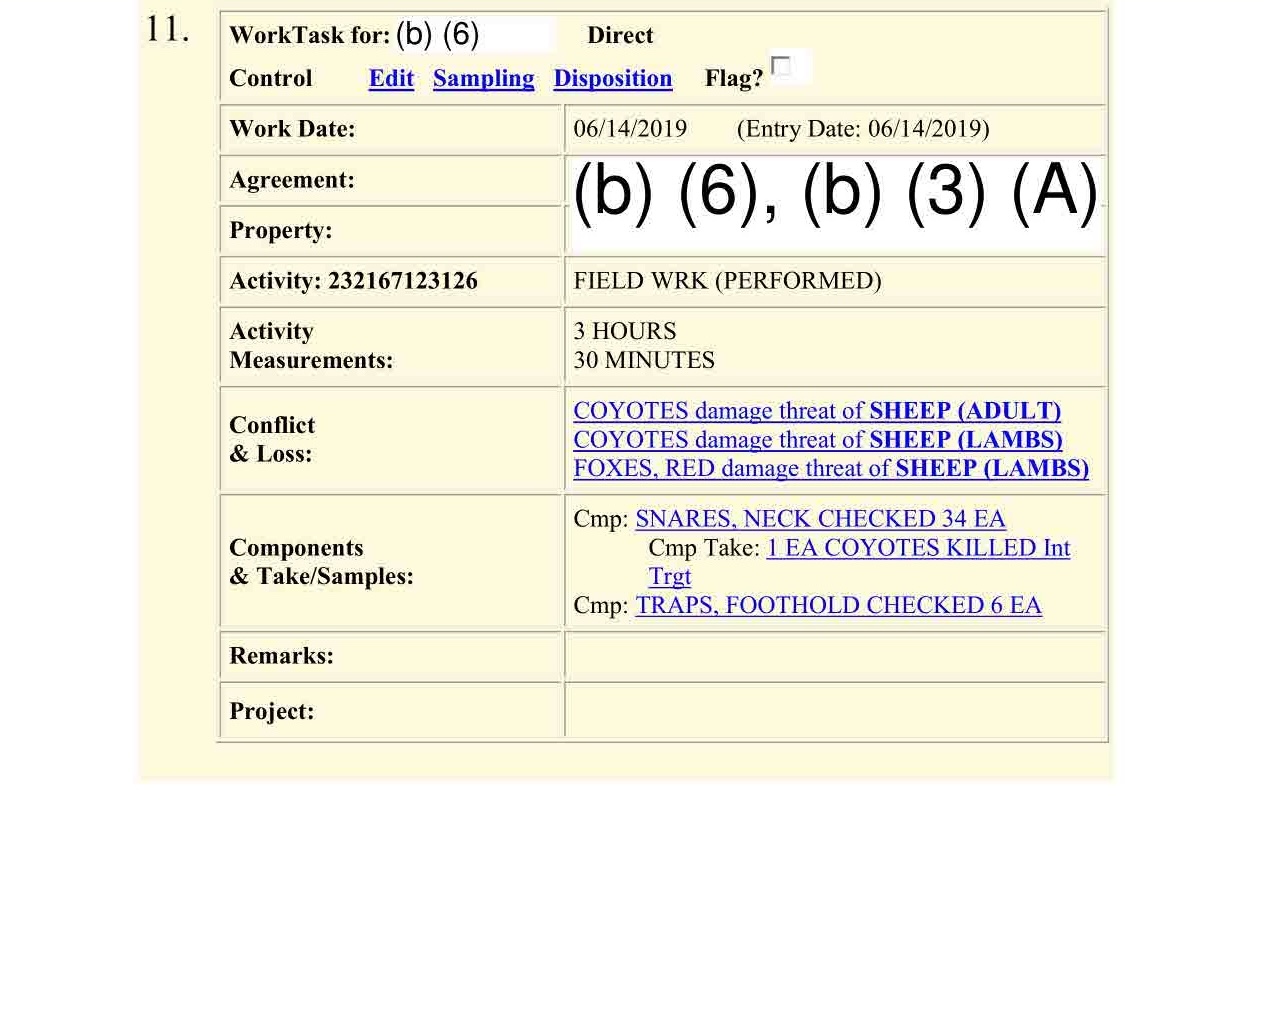 11.
WorkTask for: (b) (6) Direct
Control Edit Sampling Disposition Flag?
Work Date: 06/14/2019 (Entry Date: 06/14/2019)
Agreement: (b) (6), (b) (3) (A)
Property:
Activity: 232167123126 FIELD WRK (PERFORMED)
Activity
Measurements:
3 HOURS
30 MINUTES
Conflict
& Loss:
COYOTES damage threat of SHEEP (ADULT)
COYOTES damage threat of SHEEP (LAMBS)
FOXES, RED damage threat of SHEEP (LAMBS)
Components
& Take/Samples:
Cmp: SNARES, NECK CHECKED 34 EA
Cmp Take: 1 EA COYOTES KILLED Int
Trgt
Cmp: TRAPS, FOOTHOLD CHECKED 6 EA
Remarks:
Project: